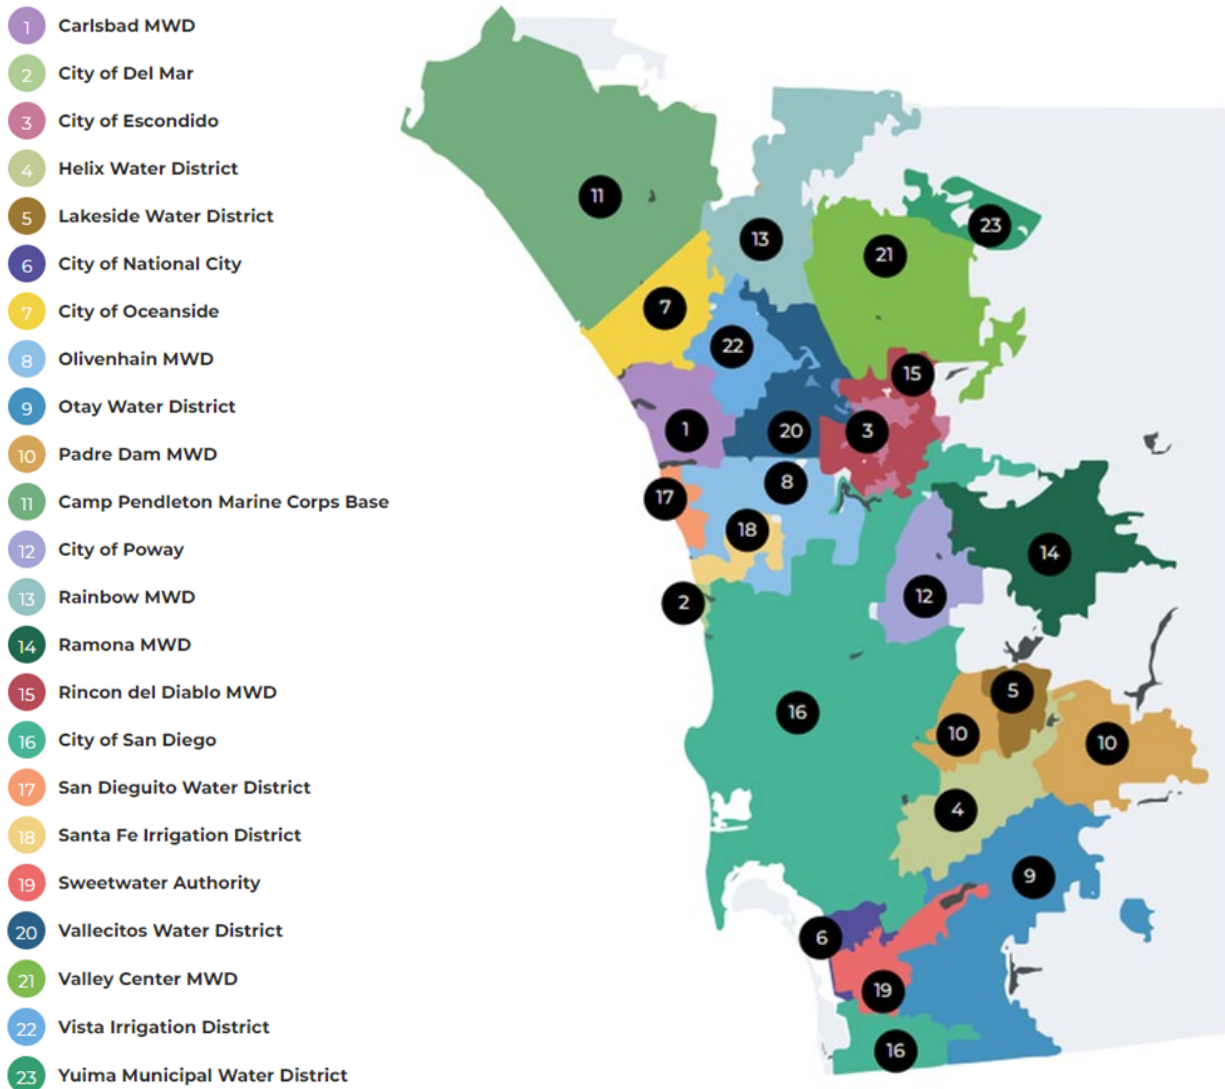 1 Carlsbad MWD
2 City of Del Mar
3 City of Escondido
4 Helix Water District
5 Lakeside Water District
6 City of National City
7 City of Oceanside
8 Olivenhain MWD
9 Otay Water District
10 Padre Dam MWD
11 Camp Pendleton Marine Corps Base
12 City of Poway
13 Rainbow MWD
14 Ramona MWD
15 Rincon del Diablo MWD
16 City of San Diego
17 San Dieguito Water District
18 Santa Fe Irrigation District
19 Sweetwater Authority
20 Vallecitos Water District
21 Valley Center MWD
22 Vista Irrigation District
23 Yuima Municipal Water District
11
23
13
21
7
22
15
1
20
3
8
17
18
14
12
2
5
16
10
10
4
9
6
19
16